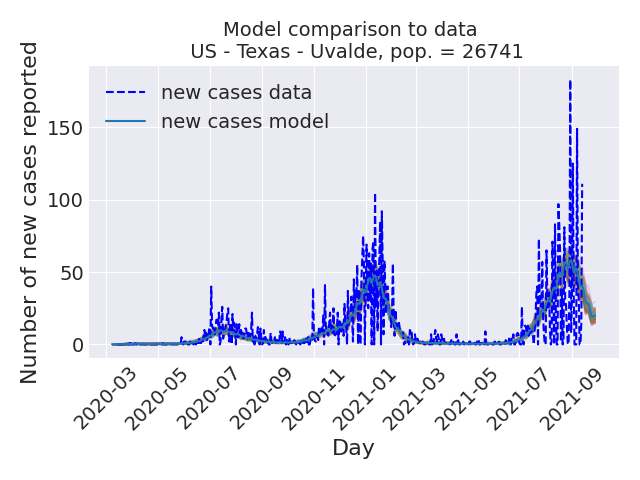 Model comparison to data
US - Texas - Uvalde, pop. = 26741
new cases data
new cases model
Number of new cases reported
150
100
50
0
2020-03
2020-05
2020-07
2020-09
2020-11
2021-01
2021-03
2021-05
2021-07
2021-09
Day